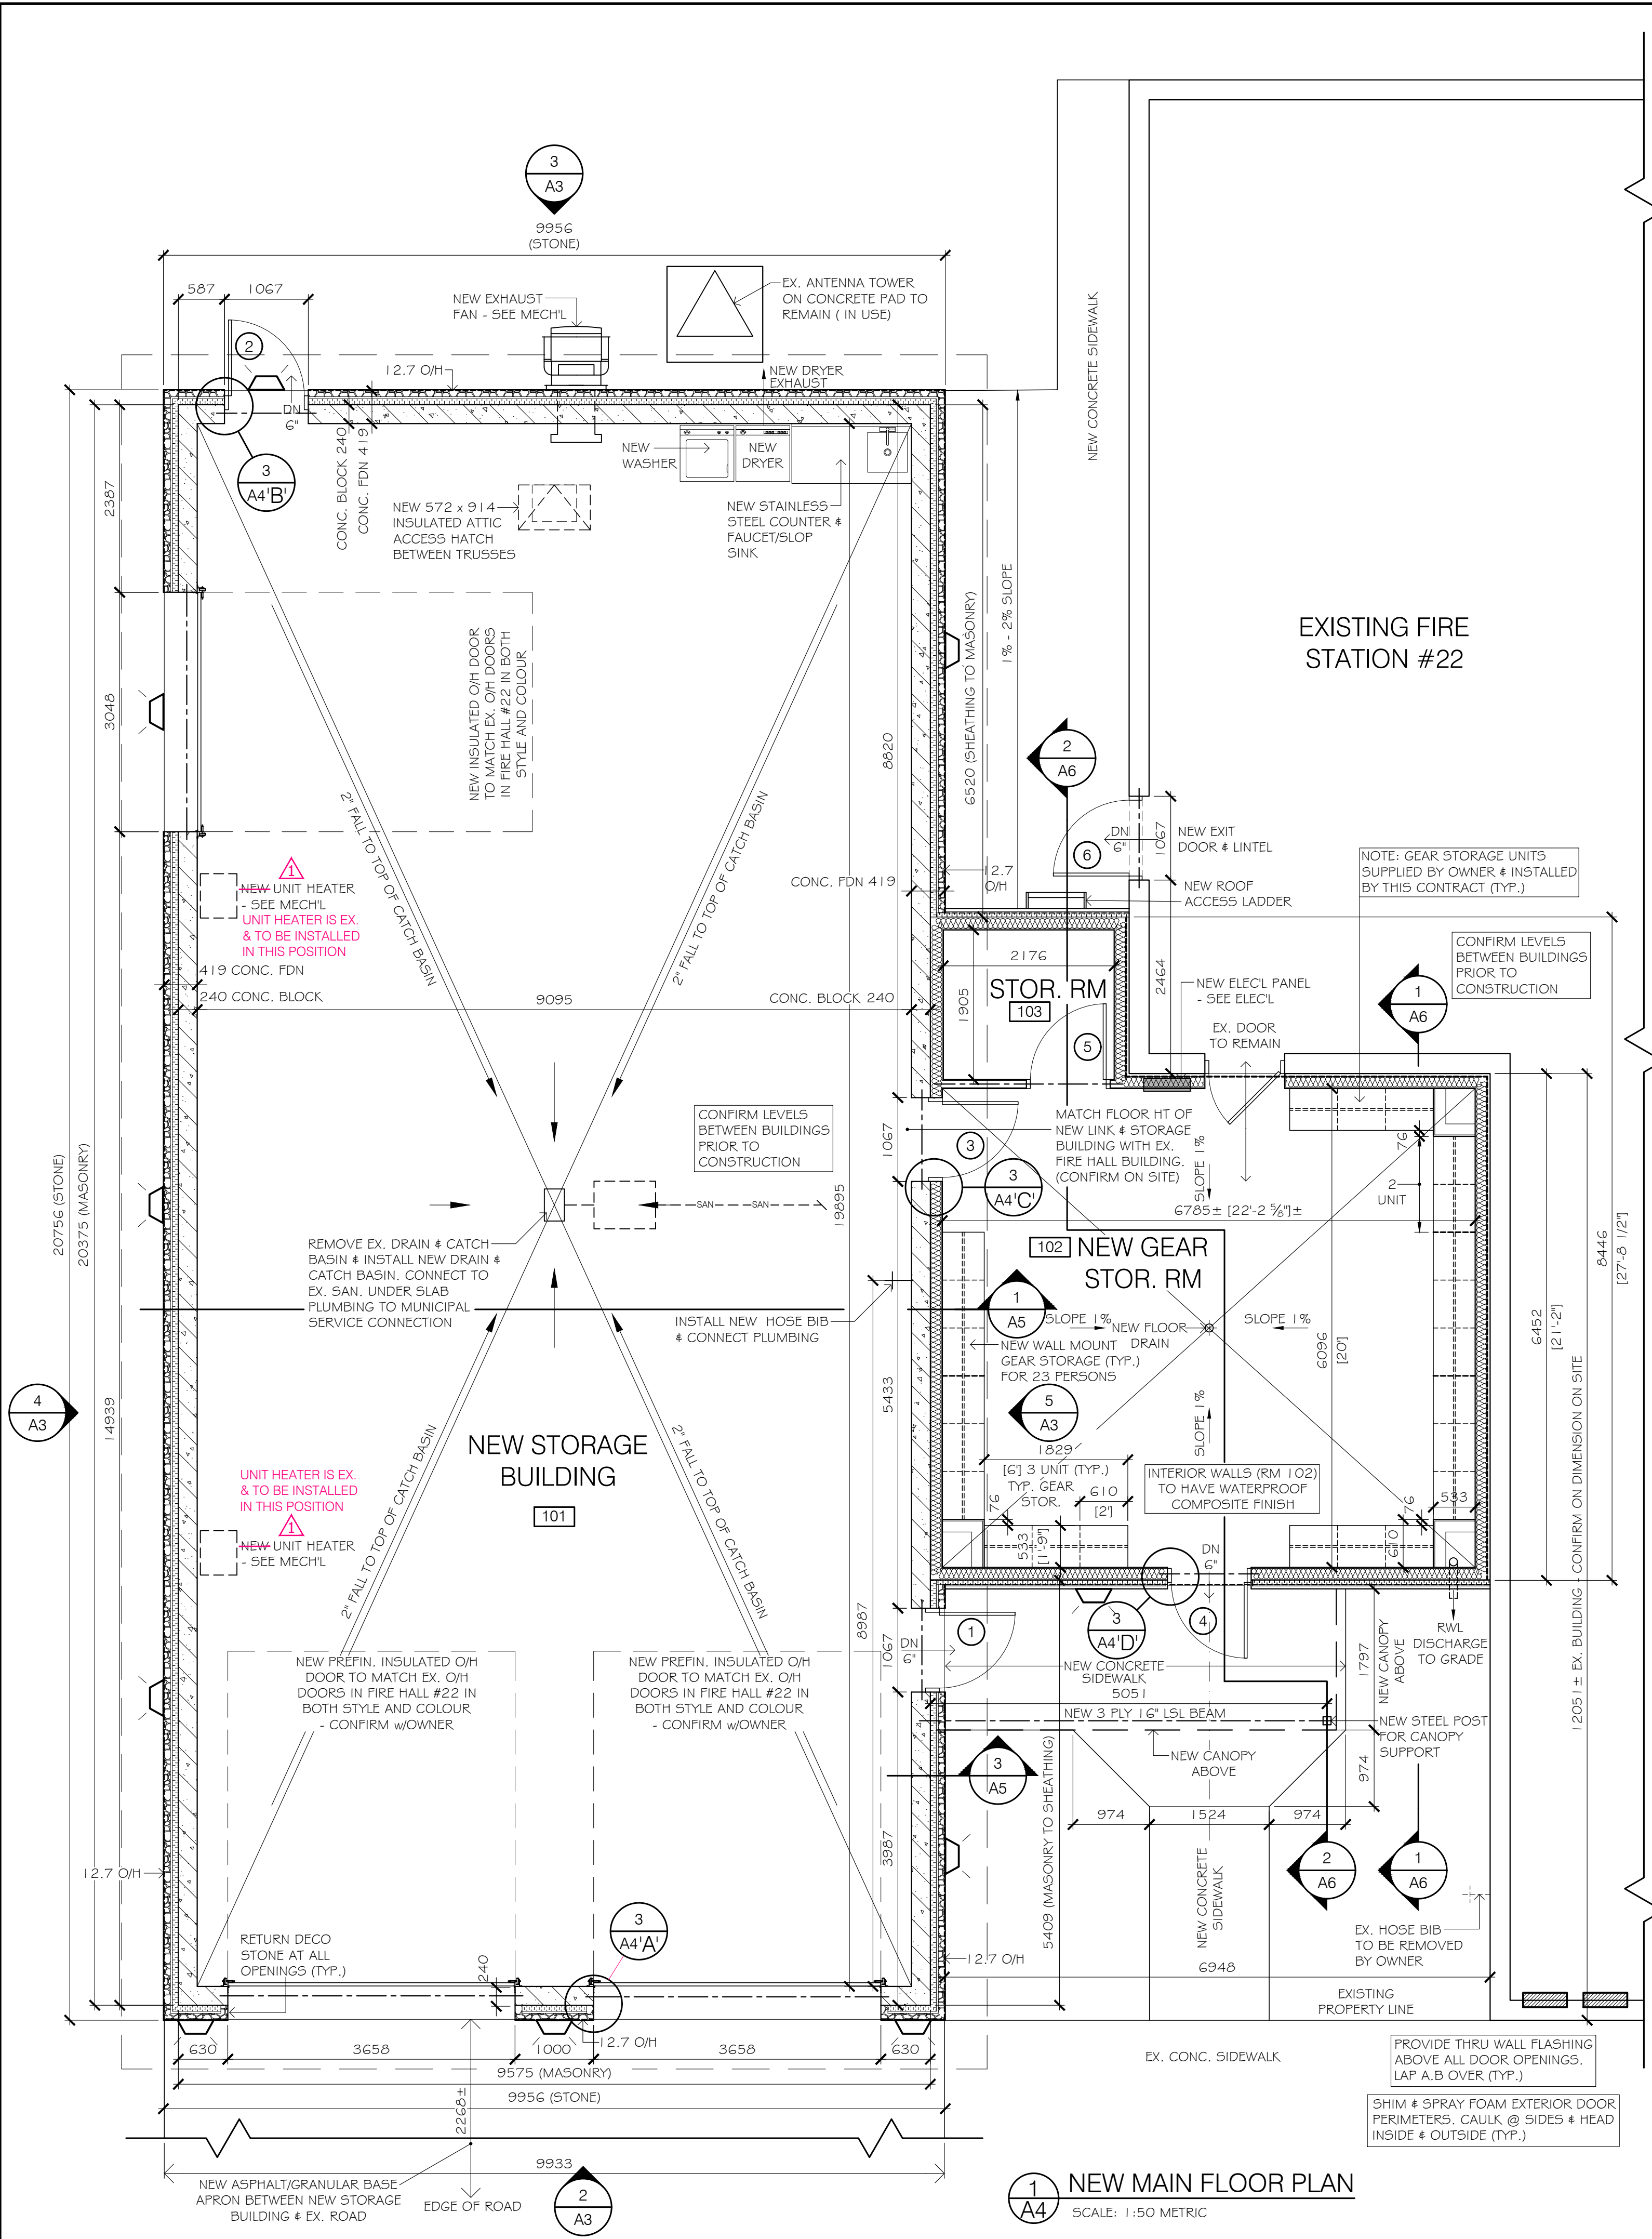 3
A3
9956
(STONE)
587
1067
NEW EXHAUST
FAN - SEE MECH'L
EX. ANTENNA TOWER
ON CONCRETE PAD TO
REMAIN ( IN USE)
NEW CONCRETE SIDEWALK
2
12.7 O/H
NEW DRYER
EXHAUST
DN
6"
3
A4'B'
CONC. BLOCK 240
CONC. FDN 419
NEW
WASHER
NEW
DRYER
NEW 572 x 914
INSULATED ATTIC
ACCESS HATCH
BETWEEN TRUSSES
NEW STAINLESS
STEEL COUNTER &
FAUCET/SLOP
SINK
2387
1% - 2% SLOPE
6520 (SHEATHING TO MASONRY)
EXISTING FIRE
STATION #22
NEW INSULATED O/H DOOR
TO MATCH EX. O/H DOORS
IN FIRE HALL #22 IN BOTH
STYLE AND COLOUR
3048
8820
2
A6
2" FALL TO TOP OF CATCH BASIN
2" FALL TO TOP OF CATCH BASIN
DN
6"
6
1067
NEW EXIT
DOOR & LINTEL
NOTE: GEAR STORAGE UNITS
SUPPLIED BY OWNER & INSTALLED
BY THIS CONTRACT (TYP.)
1
NEW UNIT HEATER
- SEE MECH'L
UNIT HEATER IS EX.
& TO BE INSTALLED
IN THIS POSITION
CONC. FDN 419
12.7
O/H
NEW ROOF
ACCESS LADDER
CONFIRM LEVELS
BETWEEN BUILDINGS
PRIOR TO
CONSTRUCTION
419 CONC. FDN
240 CONC. BLOCK
9095
CONC. BLOCK 240
2176
1905
STOR. RM
103
5
2464
NEW ELEC'L PANEL
- SEE ELEC'L
EX. DOOR
TO REMAIN
1
A6
CONFIRM LEVELS
BETWEEN BUILDINGS
PRIOR TO
CONSTRUCTION
1067
3
3
A4'C'
MATCH FLOOR HT OF
NEW LINK & STORAGE
BUILDING WITH EX.
FIRE HALL BUILDING.
(CONFIRM ON SITE)
SLOPE 1%
76
2
UNIT
6785± [22'-2 5/8"]±
20756 (STONE)
20375 (MASONRY)
SAN
SAN
19895
8446
[27'-8 1/2"]
102
NEW GEAR
STOR. RM
REMOVE EX. DRAIN & CATCH
BASIN & INSTALL NEW DRAIN &
CATCH BASIN. CONNECT TO
EX. SAN. UNDER SLAB
PLUMBING TO MUNICIPAL
SERVICE CONNECTION
INSTALL NEW HOSE BIB
& CONNECT PLUMBING
1
A5
SLOPE 1%
NEW FLOOR
DRAIN
SLOPE 1%
NEW WALL MOUNT
GEAR STORAGE (TYP.)
FOR 23 PERSONS
6096
[20']
6452
[21'-2"]
12051± EX. BUILDING - CONFIRM ON DIMENSION ON SITE
4
A3
14939
5433
5
A3
SLOPE 1%
1829
[6'] 3 UNIT (TYP.)
TYP. GEAR
STOR.
610
[2']
76
533
[1'-9"]
INTERIOR WALLS (RM 102)
TO HAVE WATERPROOF
COMPOSITE FINISH
76
533
610
NEW STORAGE
BUILDING
101
2" FALL TO TOP OF CATCH BASIN
2" FALL TO TOP OF CATCH BASIN
UNIT HEATER IS EX.
& TO BE INSTALLED
IN THIS POSITION
1
NEW UNIT HEATER
- SEE MECH'L
DN
6"
8987
1067
DN
6"
1
3
A4'D'
4
RWL
DISCHARGE
TO GRADE
1797
NEW CANOPY
ABOVE
NEW CONCRETE
SIDEWALK
5051
NEW 3 PLY 16" LSL BEAM
NEW PREFIN. INSULATED O/H
DOOR TO MATCH EX. O/H
DOORS IN FIRE HALL #22 IN
BOTH STYLE AND COLOUR
- CONFIRM w/OWNER
NEW PREFIN. INSULATED O/H
DOOR TO MATCH EX. O/H
DOORS IN FIRE HALL #22 IN
BOTH STYLE AND COLOUR
- CONFIRM w/OWNER
NEW STEEL POST
FOR CANOPY
SUPPORT
NEW CANOPY
ABOVE
974
3
A5
974
1524
974
3987
5409 (MASONRY TO SHEATHING)
12.7 O/H
2
A6
1
A6
NEW CONCRETE
SIDEWALK
RETURN DECO
STONE AT ALL
OPENINGS (TYP.)
3
A4'A'
240
12.7 O/H
EX. HOSE BIB
TO BE REMOVED
BY OWNER
6948
EXISTING
PROPERTY LINE
12.7 O/H
630
3658
1000
3658
630
9575 (MASONRY)
9956 (STONE)
EX. CONC. SIDEWALK
PROVIDE THRU WALL FLASHING
ABOVE ALL DOOR OPENINGS.
LAP A.B OVER (TYP.)
SHIM & SPRAY FOAM EXTERIOR DOOR
PERIMETERS. CAULK @ SIDES & HEAD
INSIDE & OUTSIDE (TYP.)
2268±
9933
NEW ASPHALT/GRANULAR BASE
APRON BETWEEN NEW STORAGE
BUILDING & EX. ROAD
EDGE OF ROAD
2
A3
1
A4
NEW MAIN FLOOR PLAN
SCALE: 1:50 METRIC